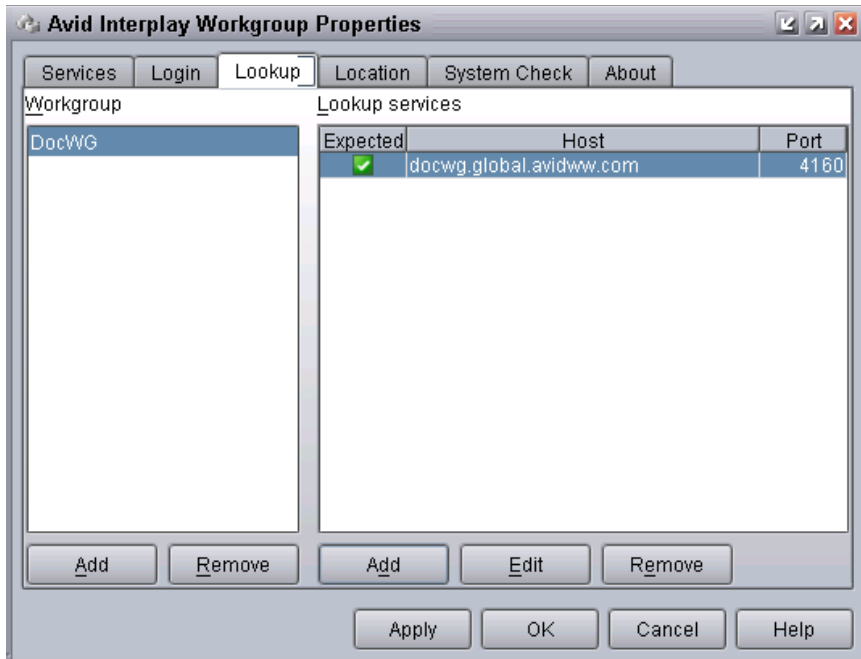 Avid Interplay Workgroup Properties
Services Login Lookup Location System Check About
Workgroup Lookup services
DocWG
Expected Host Port
docwg.global.avidww.com 4160
Add Remove Add Edit Remove
Apply OK Cancel Help